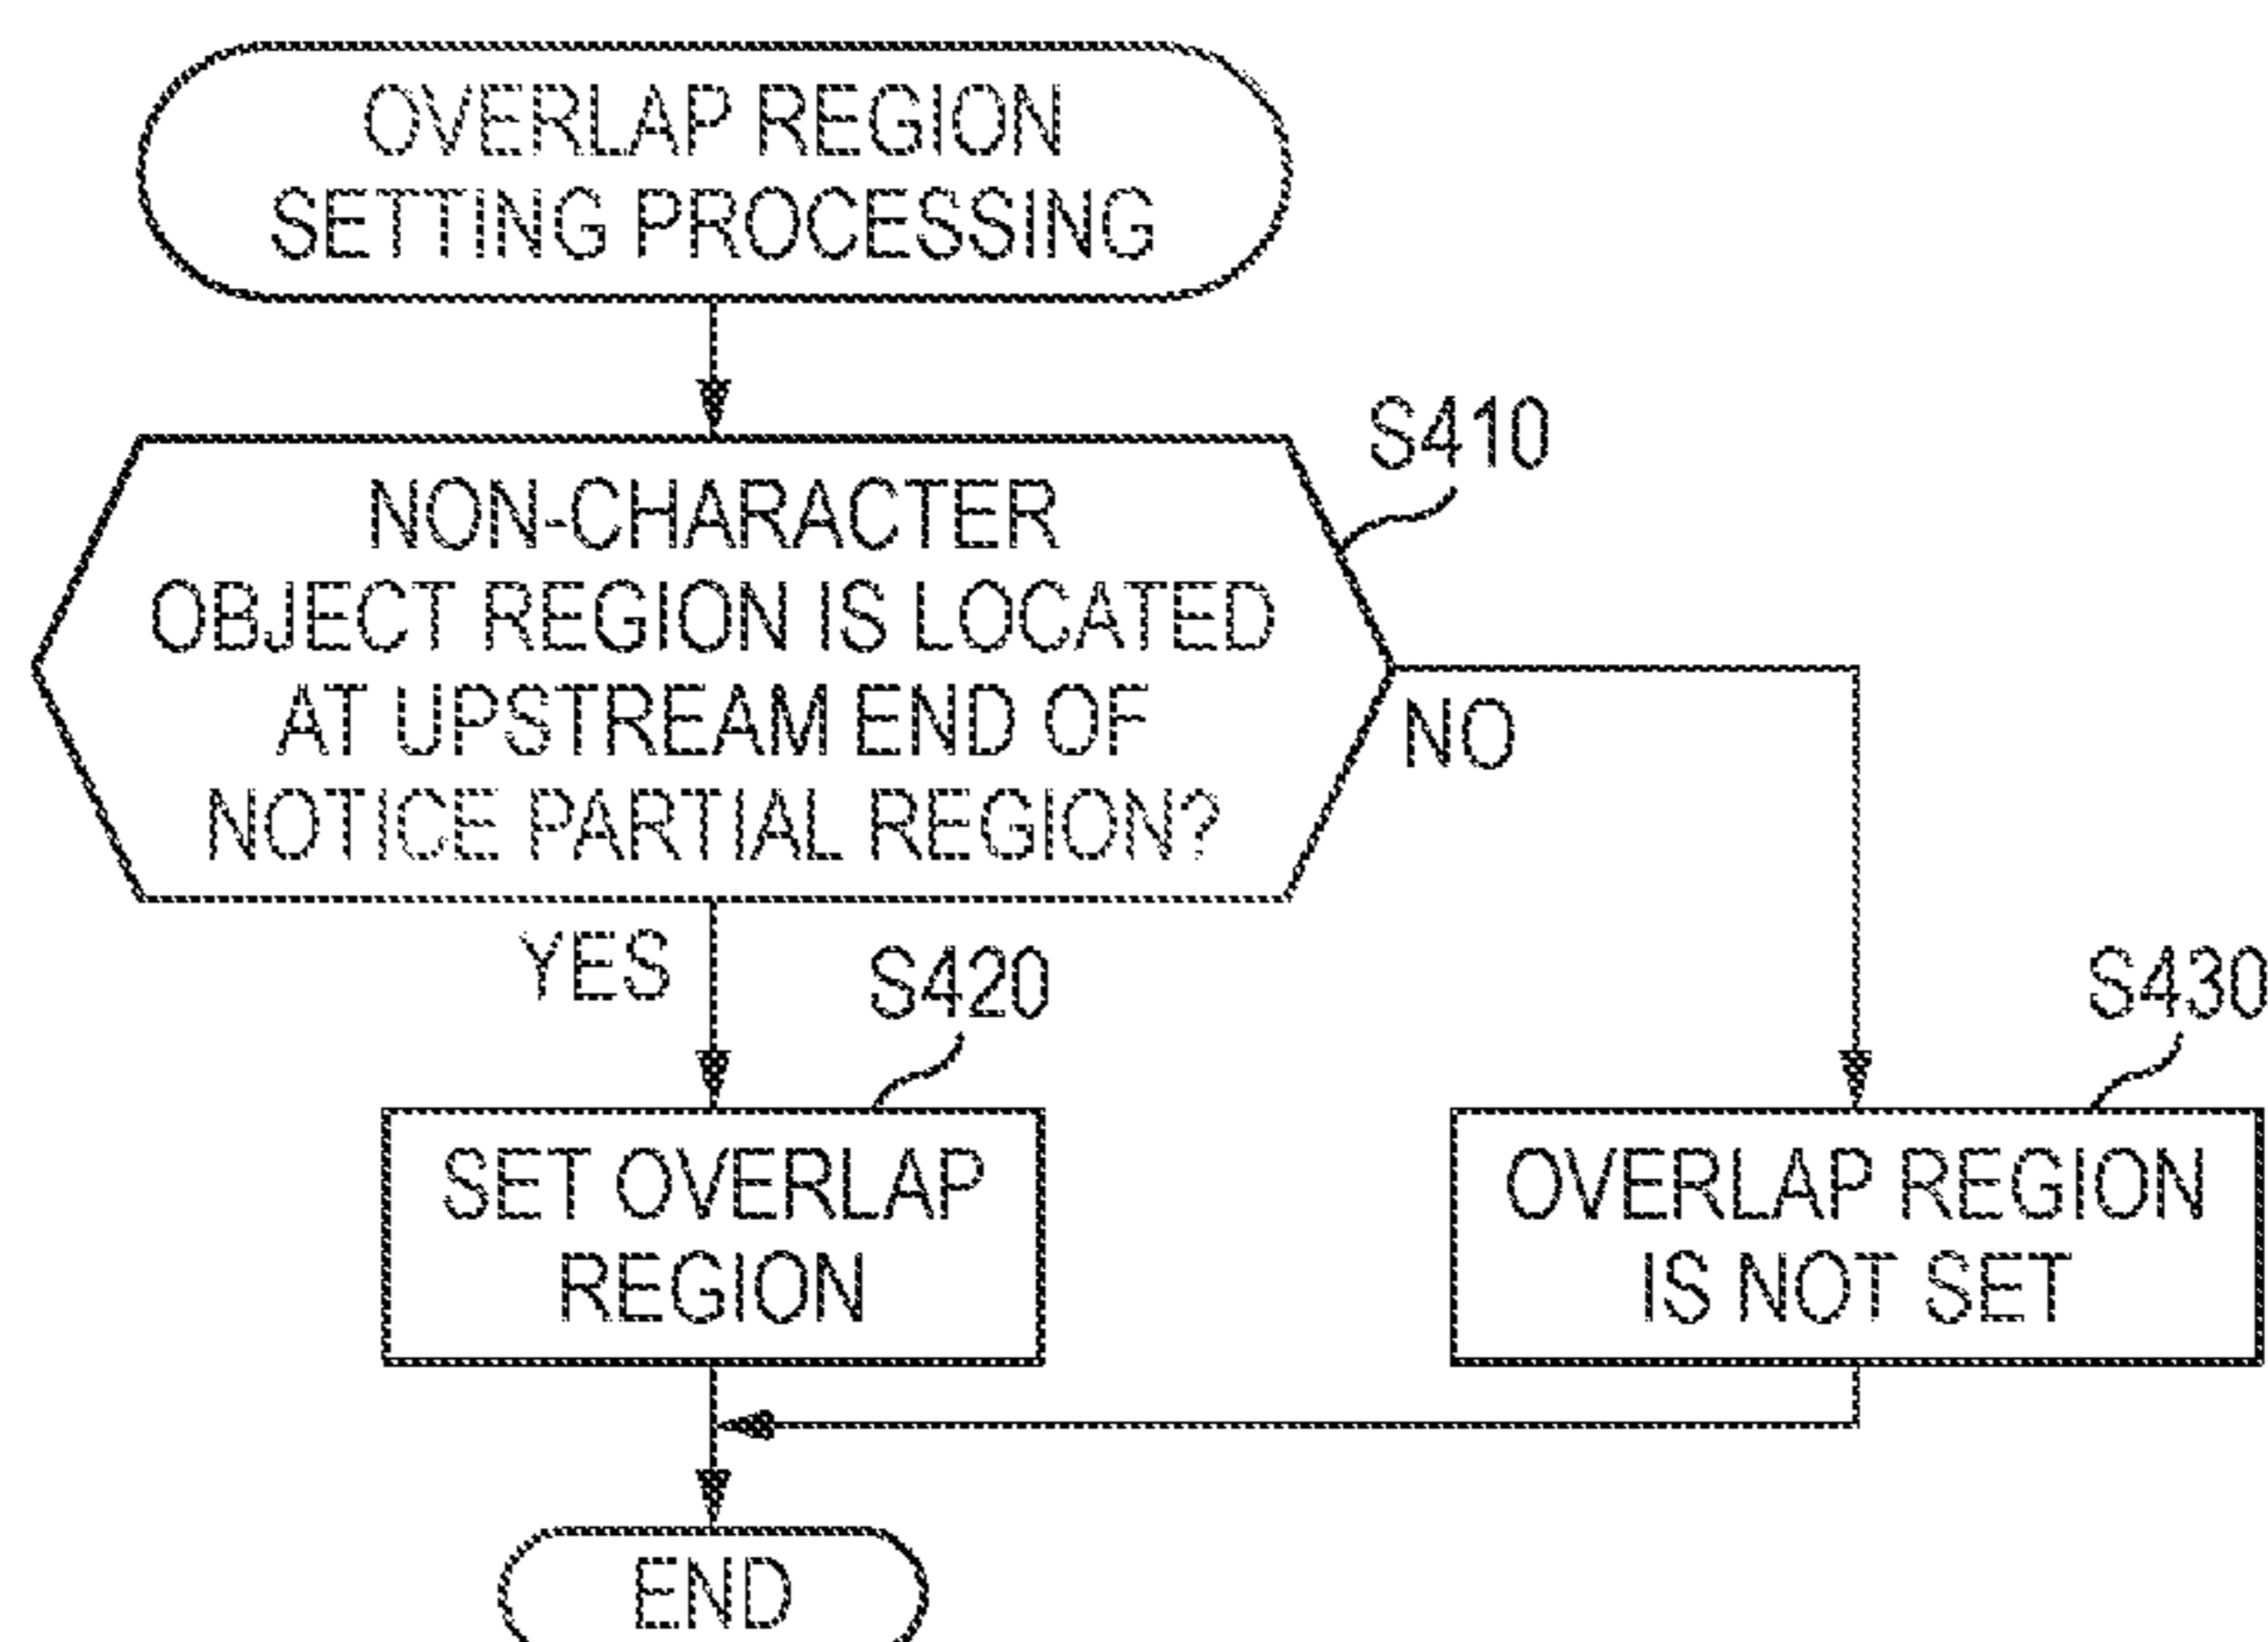 OVERLAP REGION
SETTING PROCESSING
S410
NON-CHARACTER
OBJECT REGION IS LOCATED
AT UPSTREAM END OF
NOTICE PARTIAL REGION?
NO
YES
S420
S430
SET OVERLAP
REGION
OVERLAP REGION
IS NOT SET
END